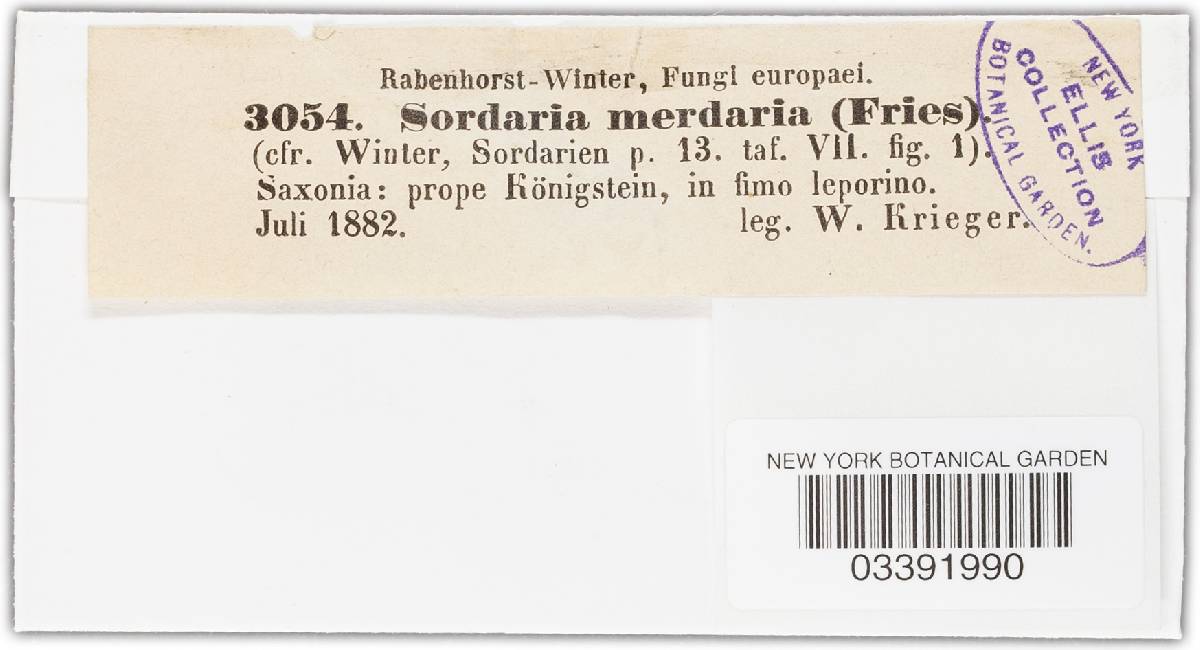 Rabenhorst-Winter, Fungi europaei.
3054. Sordaria merdaria (Fries).
(cfr. Winter, Sordarien p. 13. taf. VII. fig. 1).
Saxonia: prope Königstein, in fimo leporino.
Juli 1882. leg. W. Krieger.
NEW YORK
ELLIS
COLLECTION
BOTANICAL GARDEN.
NEW YORK BOTANICAL GARDEN
03391990